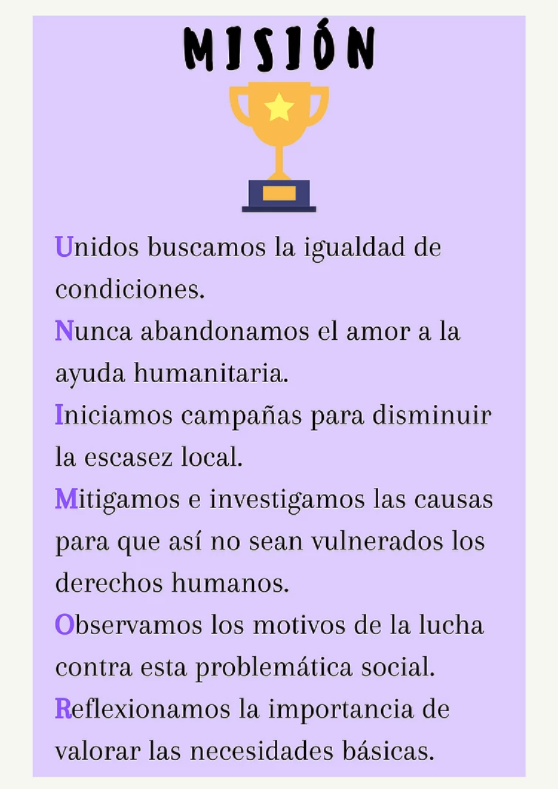 MISIÓN
Unidos buscamos la igualdad de
condiciones.
Nunca abandonamos el amor a la
ayuda humanitaria.
Iniciamos campañas para disminuir
la escasez local.
Mitigamos e investigamos las causas
para que así no sean vulnerados los
derechos humanos.
Observamos los motivos de la lucha
contra esta problemática social.
Reflexionamos la importancia de
valorar las necesidades básicas.